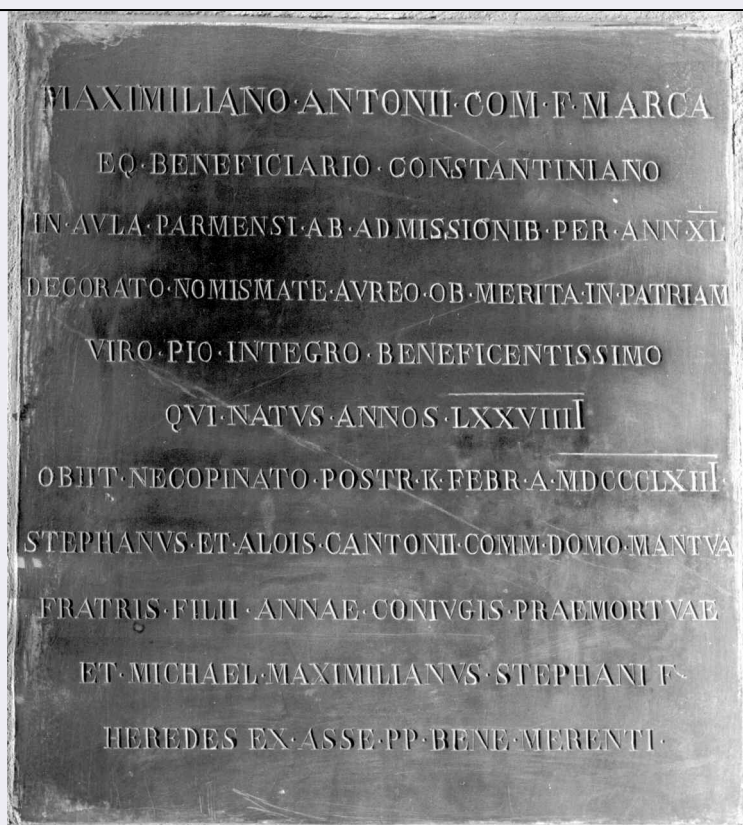 MAXIMILIANO·ANTONII·COM·F·MARCA
EQ·BENEFICIARIO·CONSTANTINIANO
IN·AVLA·PARMENSI·AB·ADMISSIONIB·PER·ANN·XL
DECORATO·NOMISMATE·AVREO·OB·MERITA·IN·PATRIAM
VIRO·PIO·INTEGRO·BENEFICENTISSIMO
QVI·NATVS·ANNOS·LXXVIIII
OBIIT·NECOPINATO·POSTR·K·FEBR·A·MDCCCLXIII·
STEPHANVS·ET·ALOIS·CANTONII·COMM·DOMO·MANTVA
FRATRIS·FILII·ANNAE·CONIVGIS·PRAEMORTVAE
ET·MICHAEL·MAXIMILIANVS·STEPHANI F·
HEREDES EX·ASSE·PP·BENE·MERENTI·